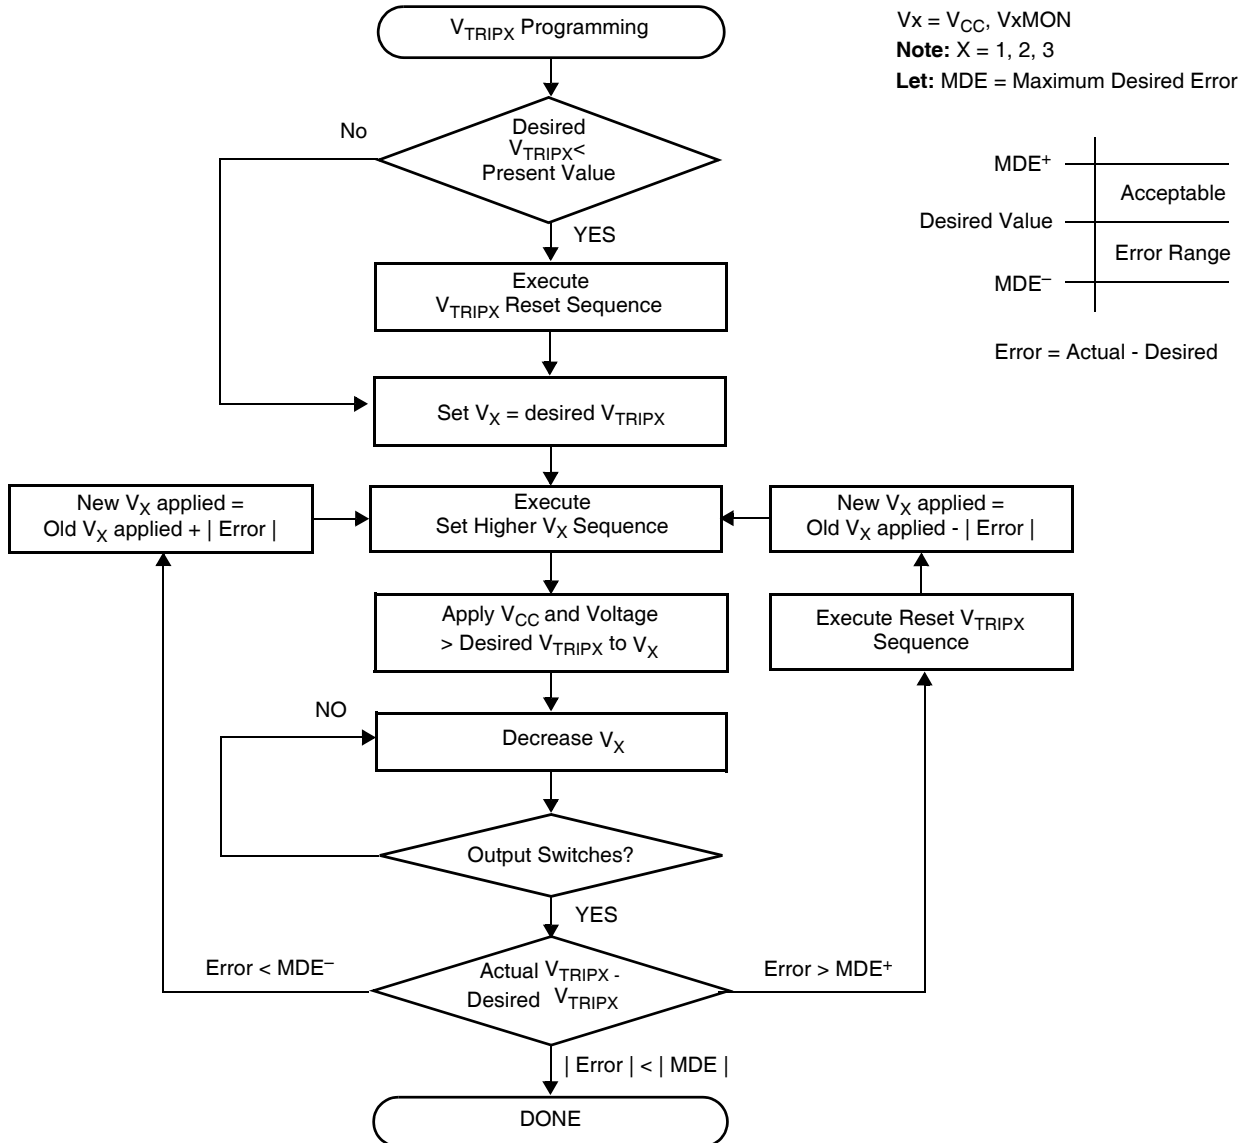 V_TRIPX Programming
Vx = V_CC, VxMON
Note: X = 1, 2, 3
Let: MDE = Maximum Desired Error
No
Desired
V_TRIPX<
Present Value
MDE+
Acceptable
Desired Value
Error Range
MDE–
Error = Actual - Desired
YES
Execute
V_TRIPX Reset Sequence
Set V_X = desired V_TRIPX
New V_X applied =
Old V_X applied + | Error |
Execute
Set Higher V_X Sequence
New V_X applied =
Old V_X applied - | Error |
Apply V_CC and Voltage
> Desired V_TRIPX to V_X
Execute Reset V_TRIPX
Sequence
NO
Decrease V_X
Output Switches?
YES
Error < MDE–
Actual V_TRIPX -
Desired V_TRIPX
Error > MDE+
| Error | < | MDE |
DONE